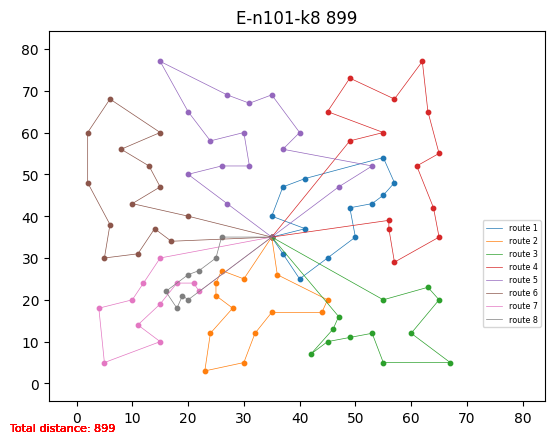 E-n101-k8 899
80
70
60
50
40
30
20
10
0
route 1
route 2
route 3
route 4
route 5
route 6
route 7
route 8
0 10 20 30 40 50 60 70 80
Total distance: 899